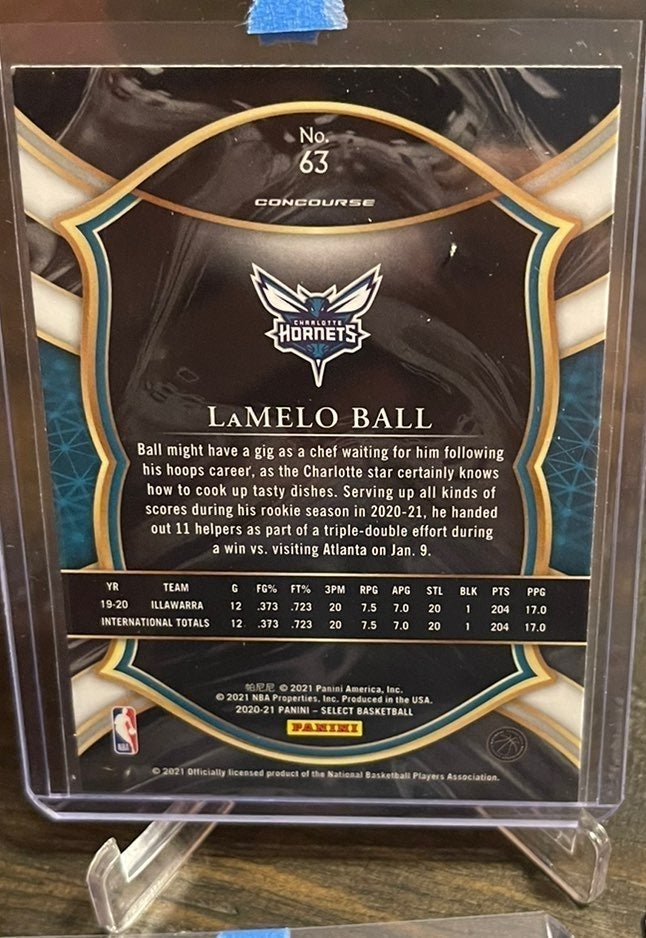 No.
63
CONCOURSE
CHARLOTTE
HORNETS
LAMELO BALL
Ball might have a gig as a chef waiting for him following
his hoops career, as the Charlotte star certainly knows
how to cook up tasty dishes. Serving up all kinds of
scores during his rookie season in 2020-21, he handed
out 11 helpers as part of a triple-double effort during
a win vs. visiting Atlanta on Jan. 9.
YR TEAM G FG% FT% 3PM RPG APG STL BLK PTS PPG
19-20 ILLAWARRA 12 .373 .723 20 7.5 7.0 20 1 204 17.0
INTERNATIONAL TOTALS 12 .373 .723 20 7.5 7.0 20 1 204 17.0
帕尼尼 © 2021 Panini America, Inc.
© 2021 NBA Properties, Inc. Produced in the USA.
2020-21 PANINI – SELECT BASKETBALL
PANINI
NBA
© 2021 Officially licensed product of the National Basketball Players Association.